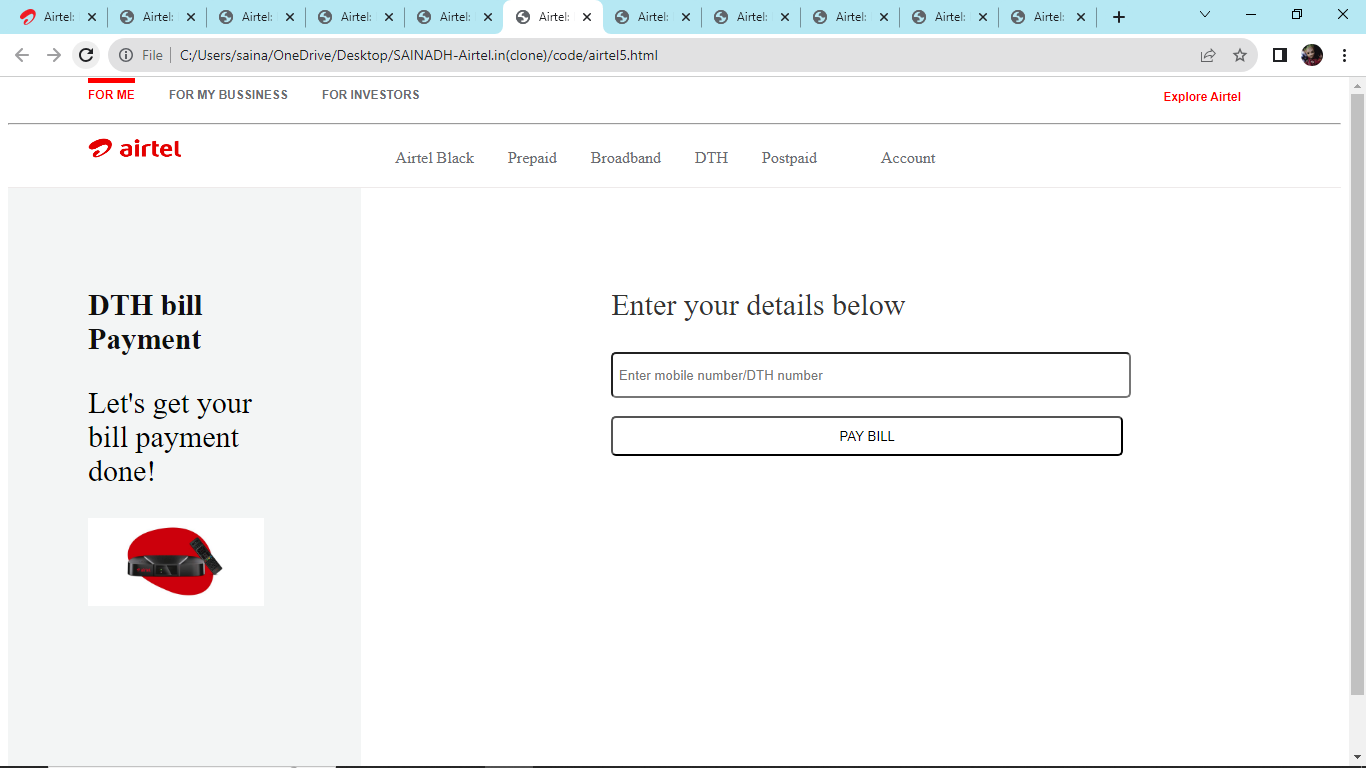 Airtel: Airtel: Airtel: Airtel: Airtel: Airtel: Airtel: Airtel: Airtel: Airtel: Airtel:
File C:/Users/saina/OneDrive/Desktop/SAINADH-Airtel.in(clone)/code/airtel5.html
FOR ME FOR MY BUSSINESS FOR INVESTORS Explore Airtel
airtel Airtel Black Prepaid Broadband DTH Postpaid Account
DTH bill
Payment
Let's get your
bill payment
done!
Enter your details below
Enter mobile number/DTH number
PAY BILL